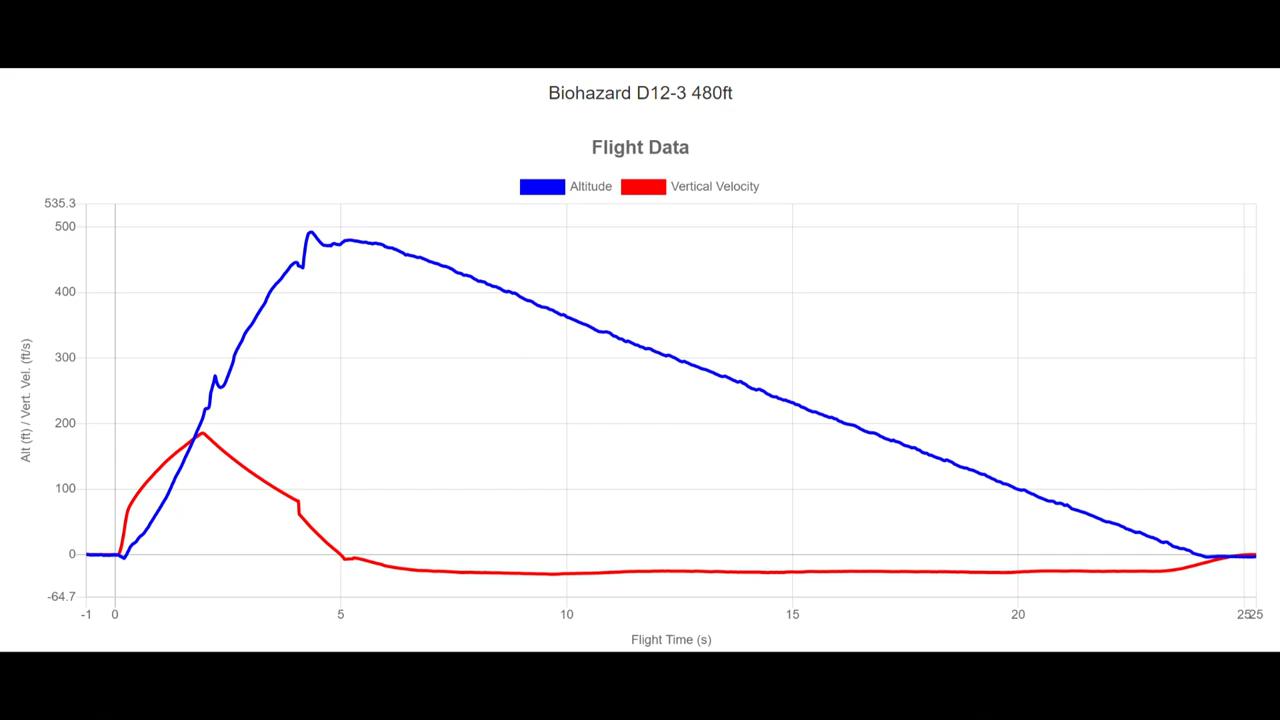 Biohazard D12-3 480ft
Flight Data
Altitude Vertical Velocity
535.3
500
400
300
200
100
0
-64.7
Alt (ft) / Vert. Vel. (ft/s)
-1 0 5 10 15 20 25 25
Flight Time (s)